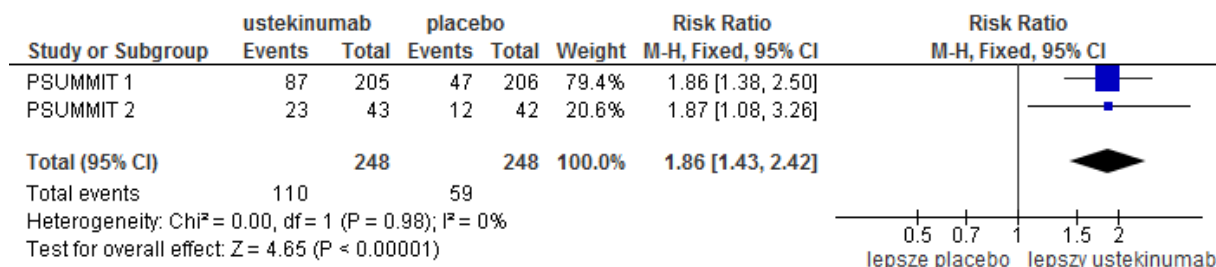 ustekinumab placebo Risk Ratio Risk Ratio
Study or Subgroup Events Total Events Total Weight M-H, Fixed, 95% CI M-H, Fixed, 95% CI
PSUMMIT 1 87 205 47 206 79.4% 1.86 [1.38, 2.50]
PSUMMIT 2 23 43 12 42 20.6% 1.87 [1.08, 3.26]
Total (95% CI) 248 248 100.0% 1.86 [1.43, 2.42]
Total events 110 59
Heterogeneity: Chi² = 0.00, df = 1 (P = 0.98); I² = 0%
Test for overall effect: Z = 4.65 (P < 0.00001)
0.5 0.7 1 1.5 2
lepsze placebo lepszy ustekinumab